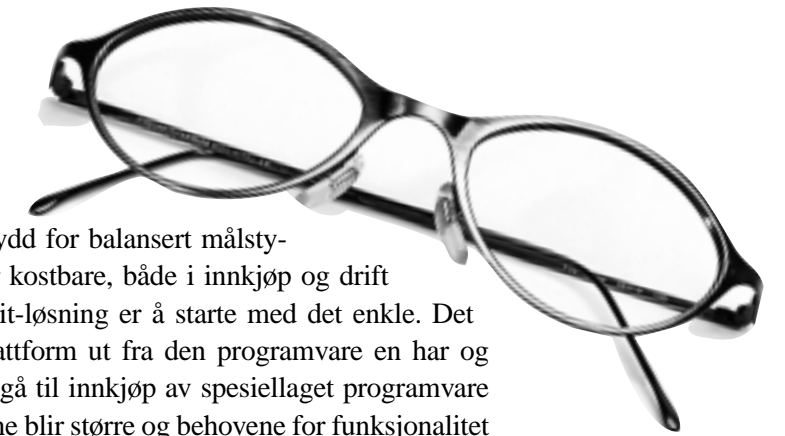 ydd for balansert målsty-
kostbare, både i innkjøp og drift
it-løsning er å starte med det enkle. Det
attform ut fra den programvare en har og
gå til innkjøp av spesiellaget programvare
ne blir større og behovene for funksjonalitet